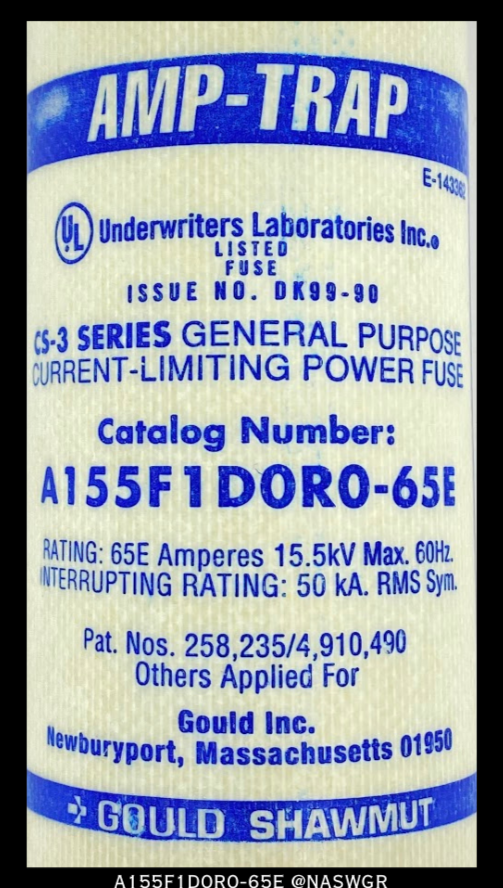 AMP-TRAP
UL Underwriters Laboratories Inc.®
LISTED
FUSE
ISSUE NO. DK99-90
CS-3 SERIES GENERAL PURPOSE
CURRENT-LIMITING POWER FUSE
Catalog Number:
A155F1DORO-65E
RATING: 65E Amperes 15.5kV Max. 60Hz.
INTERRUPTING RATING: 50 kA. RMS Sym.
Pat. Nos. 258,235/4,910,490
Others Applied For
Gould Inc.
Newburyport, Massachusetts 01950
GOULD SHAWMUT
A155F1DORO-65E @NASWGR